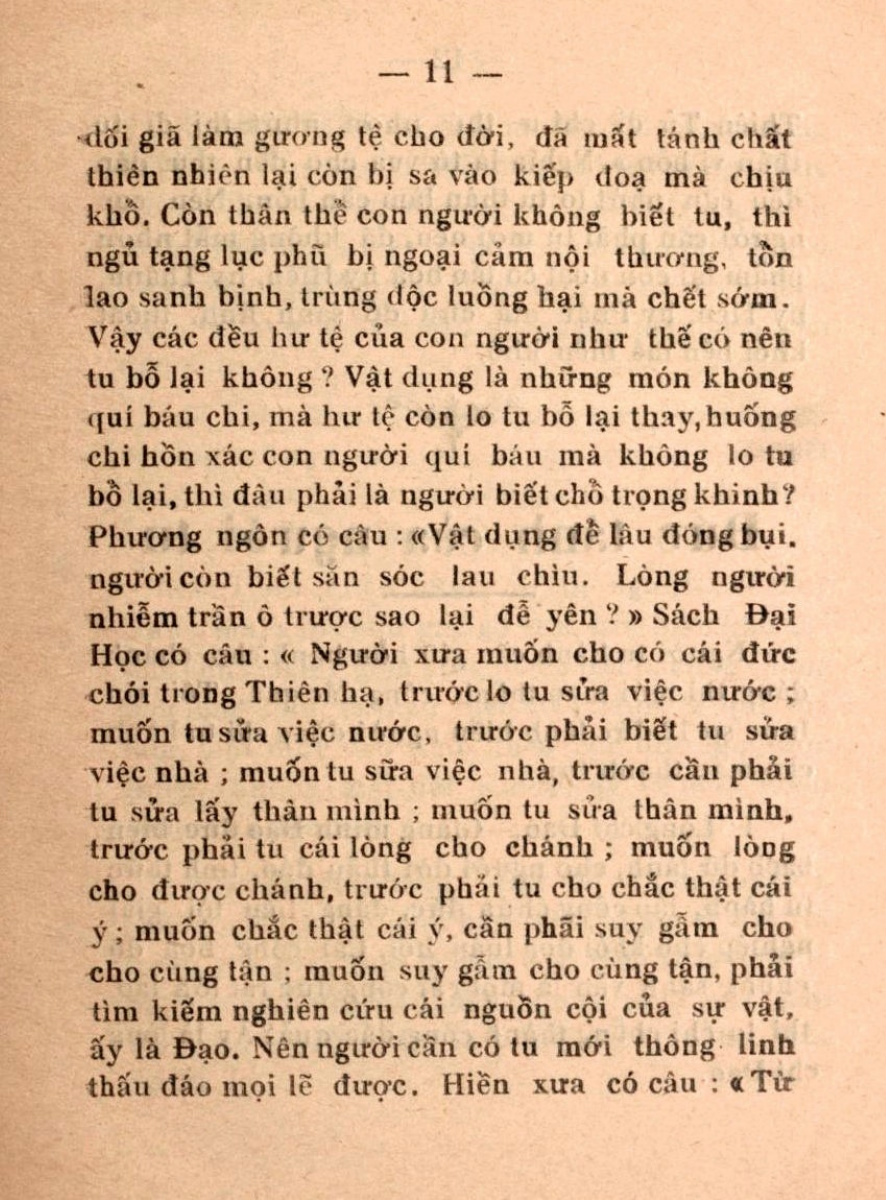 — 11 —
dối giã làm gương tệ cho đời, đã mất tánh chất
thiên nhiên lại còn bị sa vào kiếp đoạ mà chịu
khổ. Còn thân thể con người không biết tu, thì
ngủ tạng lục phũ bị ngoại cảm nội thương, tổn
lao sanh bịnh, trùng độc luồng hại mà chết sớm.
Vậy các đều hư tệ của con người như thế có nên
tu bỗ lại không ? Vật dụng là những món không
quí báu chi, mà hư tệ còn lo tu bỗ lại thay, huống
chi hồn xác con người quí báu mà không lo tu
bồ lại, thì đâu phải là người biết chỗ trọng khinh ?
Phương ngôn có câu : «Vật dụng để lâu đóng bụi.
người còn biết săn sóc lau chìu. Lòng người
nhiễm trần ô trược sao lại để yên ? » Sách Đại
Học có câu : « Người xưa muốn cho có cái đức
chói trong Thiên hạ, trước lo tu sửa việc nước ;
muốn tu sửa việc nước, trước phải biết tu sửa
việc nhà ; muốn tu sữa việc nhà, trước cần phải
tu sửa lấy thân mình ; muốn tu sửa thân mình,
trước phải tu cái lòng cho chánh ; muốn lòng
cho được chánh, trước phải tu cho chắc thật cái
ý ; muốn chắc thật cái ý, cần phãi suy gẫm cho
cho cùng tận ; muốn suy gẫm cho cùng tận, phải
tìm kiếm nghiên cứu cái nguồn cội của sự vật,
ấy là Đạo. Nên người cần có tu mới thông linh
thấu đáo mọi lẽ được. Hiền xưa có câu : « Từ